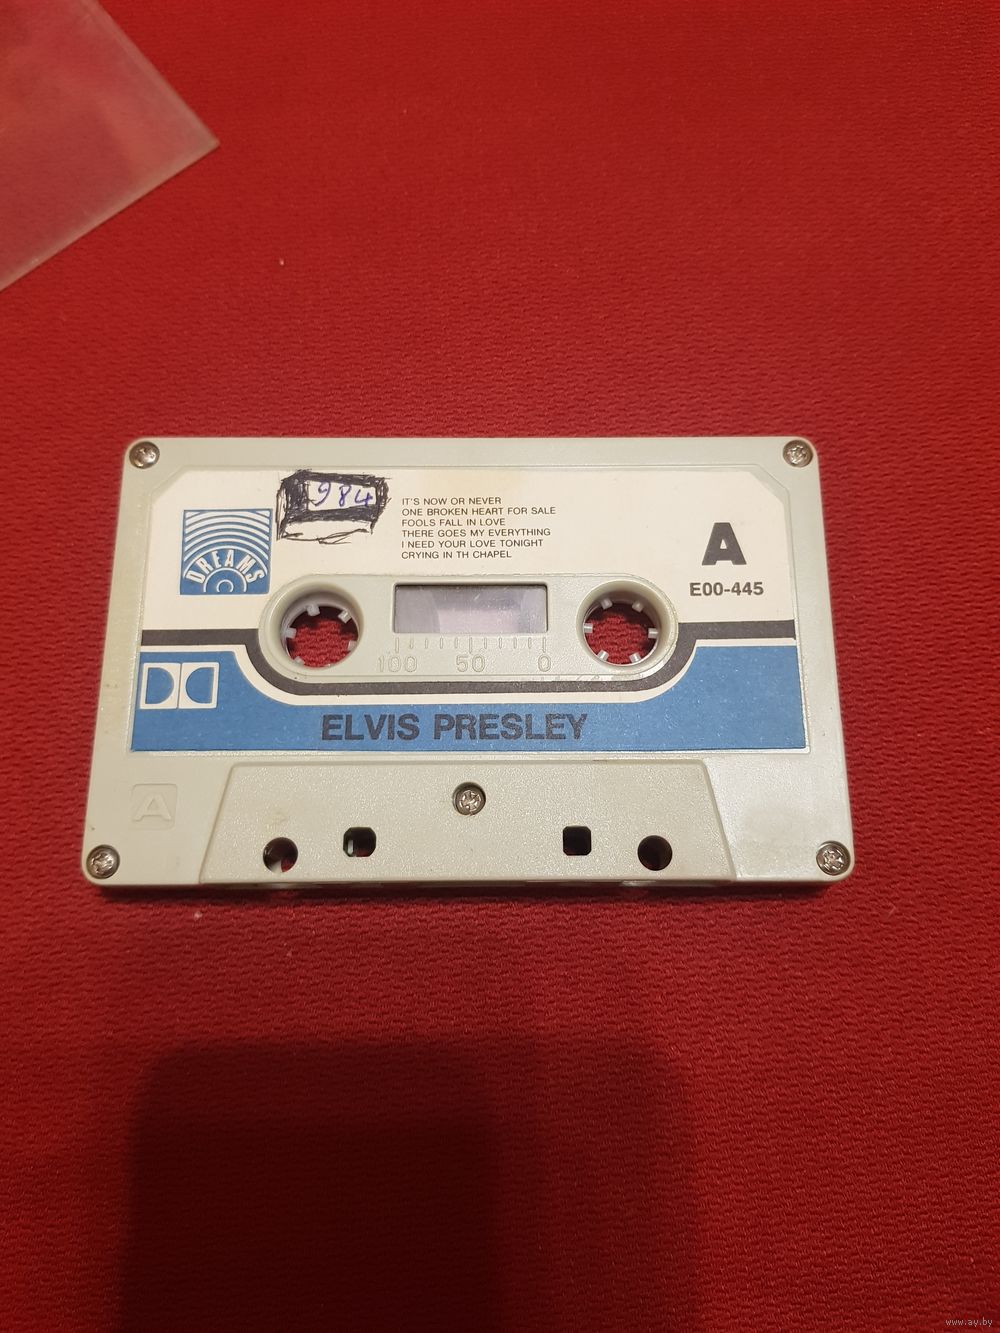 984
IT'S NOW OR NEVER
ONE BROKEN HEART FOR SALE
FOOLS FALL IN LOVE
THERE GOES MY EVERYTHING
I NEED YOUR LOVE TONIGHT
CRYING IN TH CHAPEL
DREAMS
A
E00-445
100 50 0
ELVIS PRESLEY
A
www.ay.by